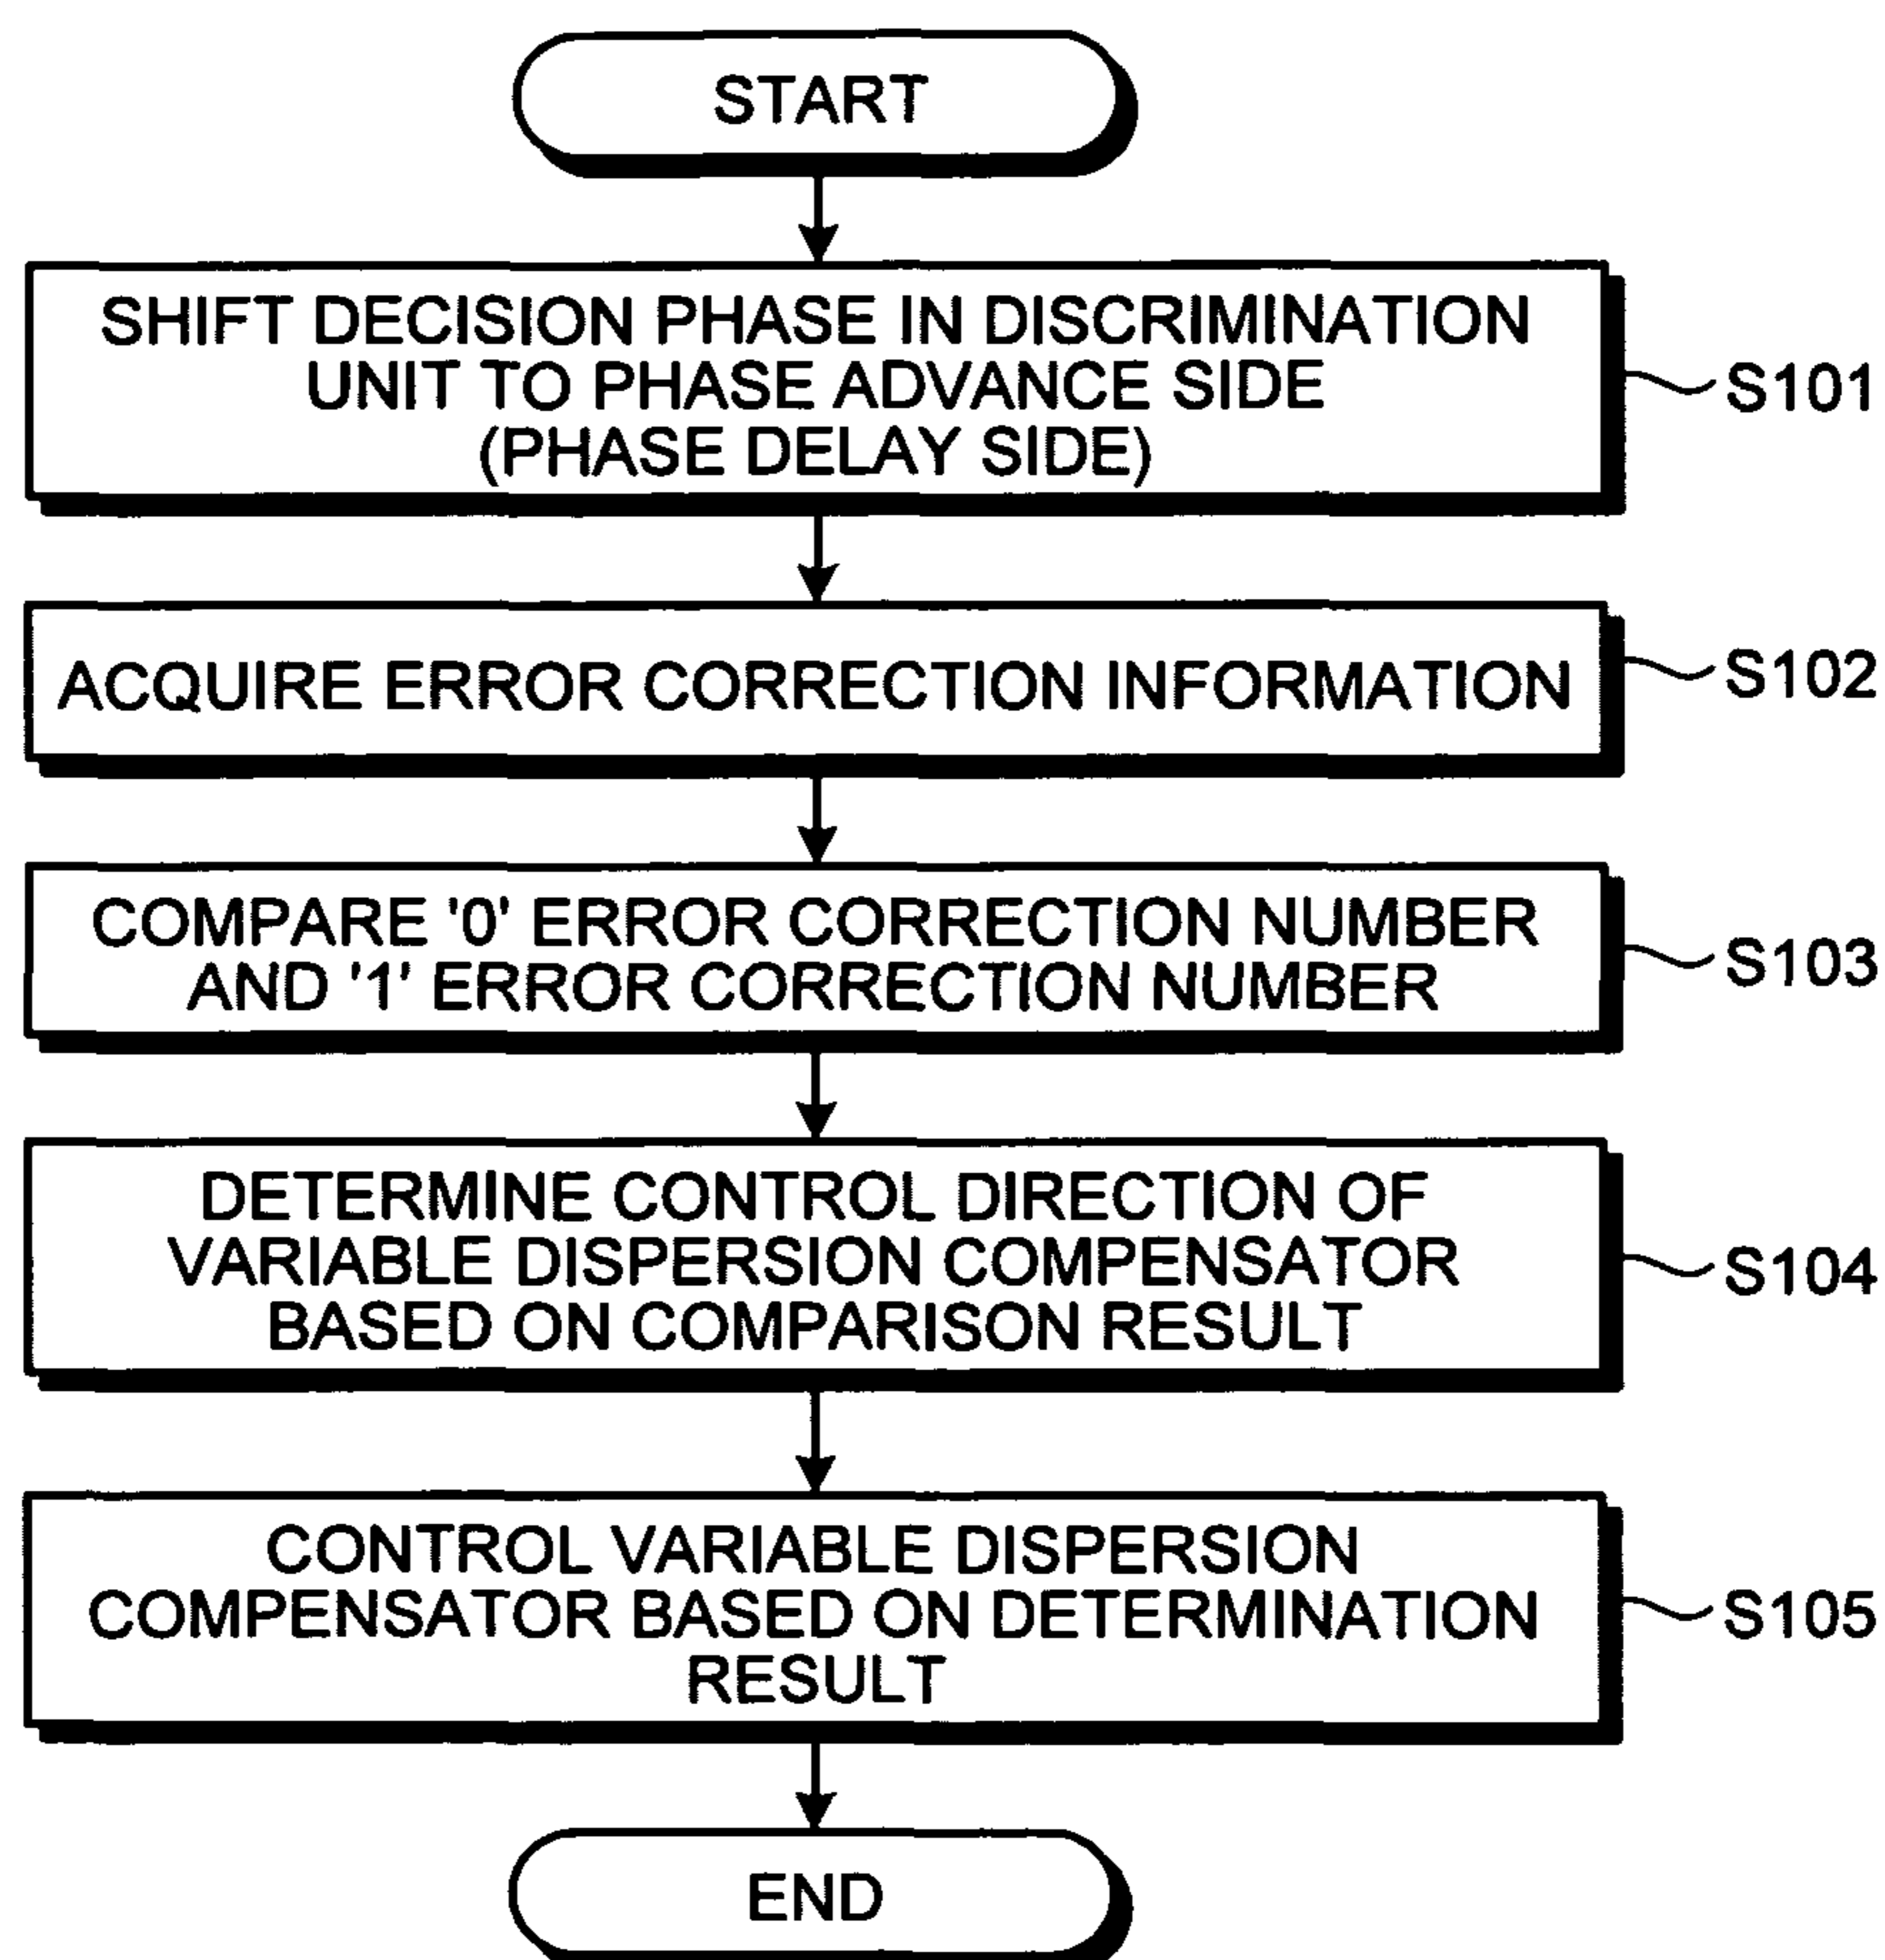 START
SHIFT DECISION PHASE IN DISCRIMINATION
UNIT TO PHASE ADVANCE SIDE
(PHASE DELAY SIDE)
S101
ACQUIRE ERROR CORRECTION INFORMATION
S102
COMPARE '0' ERROR CORRECTION NUMBER
AND '1' ERROR CORRECTION NUMBER
S103
DETERMINE CONTROL DIRECTION OF
VARIABLE DISPERSION COMPENSATOR
BASED ON COMPARISON RESULT
S104
CONTROL VARIABLE DISPERSION
COMPENSATOR BASED ON DETERMINATION
RESULT
S105
END